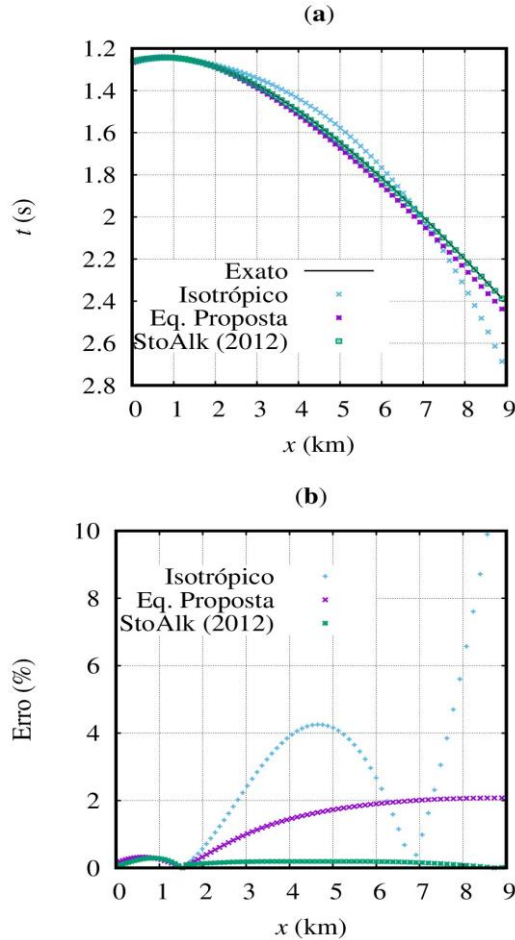 (a)
1.2
1.4
1.6
1.8
2
2.2
2.4
2.6
2.8
t (s)
Exato
Isotrópico
Eq. Proposta
StoAlk (2012)
0 1 2 3 4 5 6 7 8 9
x (km)
(b)
10
8
6
4
2
0
Erro (%)
Isotrópico
Eq. Proposta
StoAlk (2012)
0 1 2 3 4 5 6 7 8 9
x (km)